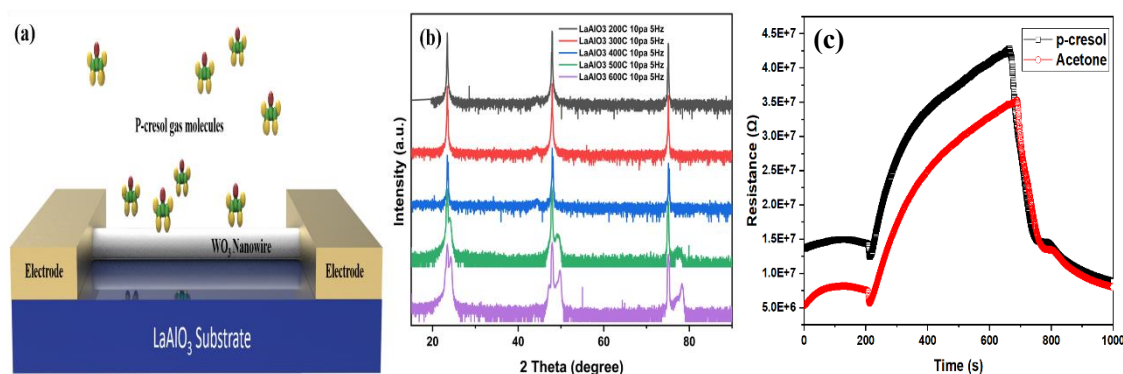 (a)
P-cresol gas molecules
WO₃ Nanowire
Electrode
Electrode
LaAlO₃ Substrate
(b)
LaAlO3 200C 10pa 5Hz
LaAlO3 300C 10pa 5Hz
LaAlO3 400C 10pa 5Hz
LaAlO3 500C 10pa 5Hz
LaAlO3 600C 10pa 5Hz
Intensity (a.u.)
20 40 60 80
2 Theta (degree)
(c)
p-cresol
Acetone
Resistance (Ω)
4.5E+7
4.0E+7
3.5E+7
3.0E+7
2.5E+7
2.0E+7
1.5E+7
1.0E+7
5.0E+6
0 200 400 600 800 1000
Time (s)